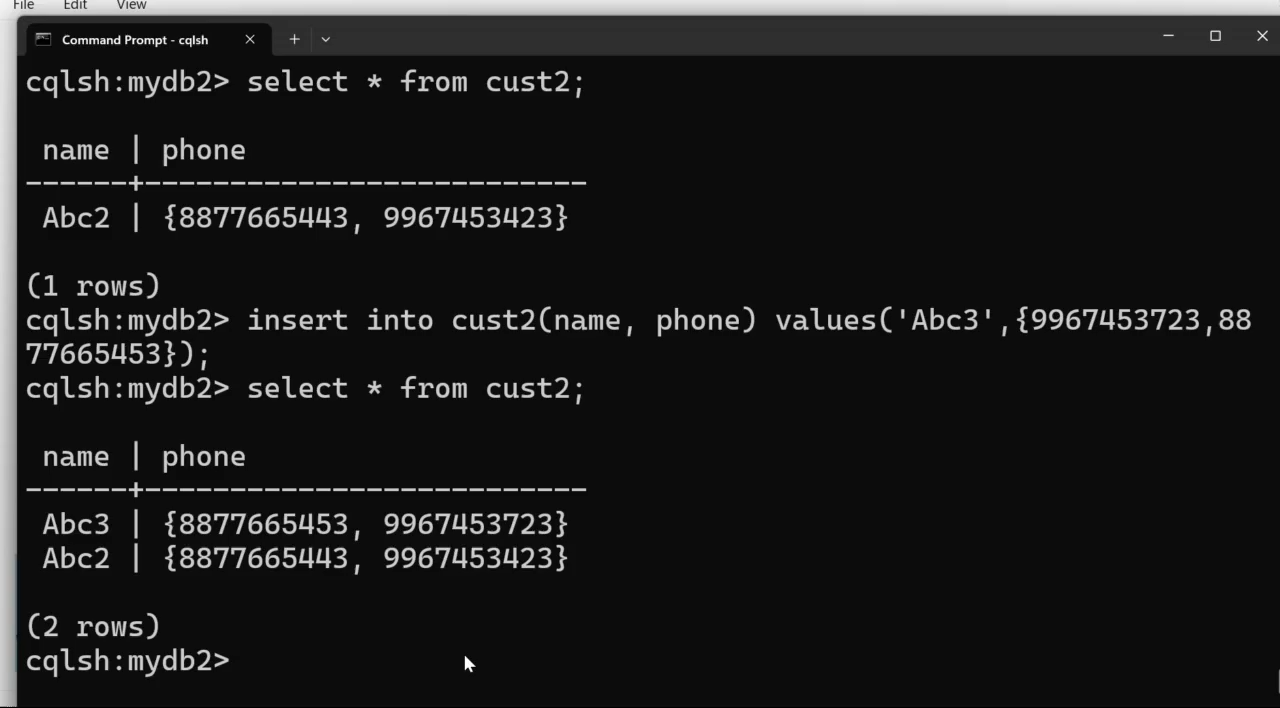 File Edit View
Command Prompt - cqlsh
cqlsh:mydb2> select * from cust2;
name | phone
------+--------------------------
Abc2 | {8877665443, 9967453423}
(1 rows)
cqlsh:mydb2> insert into cust2(name, phone) values('Abc3',{9967453723,88
77665453});
cqlsh:mydb2> select * from cust2;
name | phone
------+--------------------------
Abc3 | {8877665453, 9967453723}
Abc2 | {8877665443, 9967453423}
(2 rows)
cqlsh:mydb2>